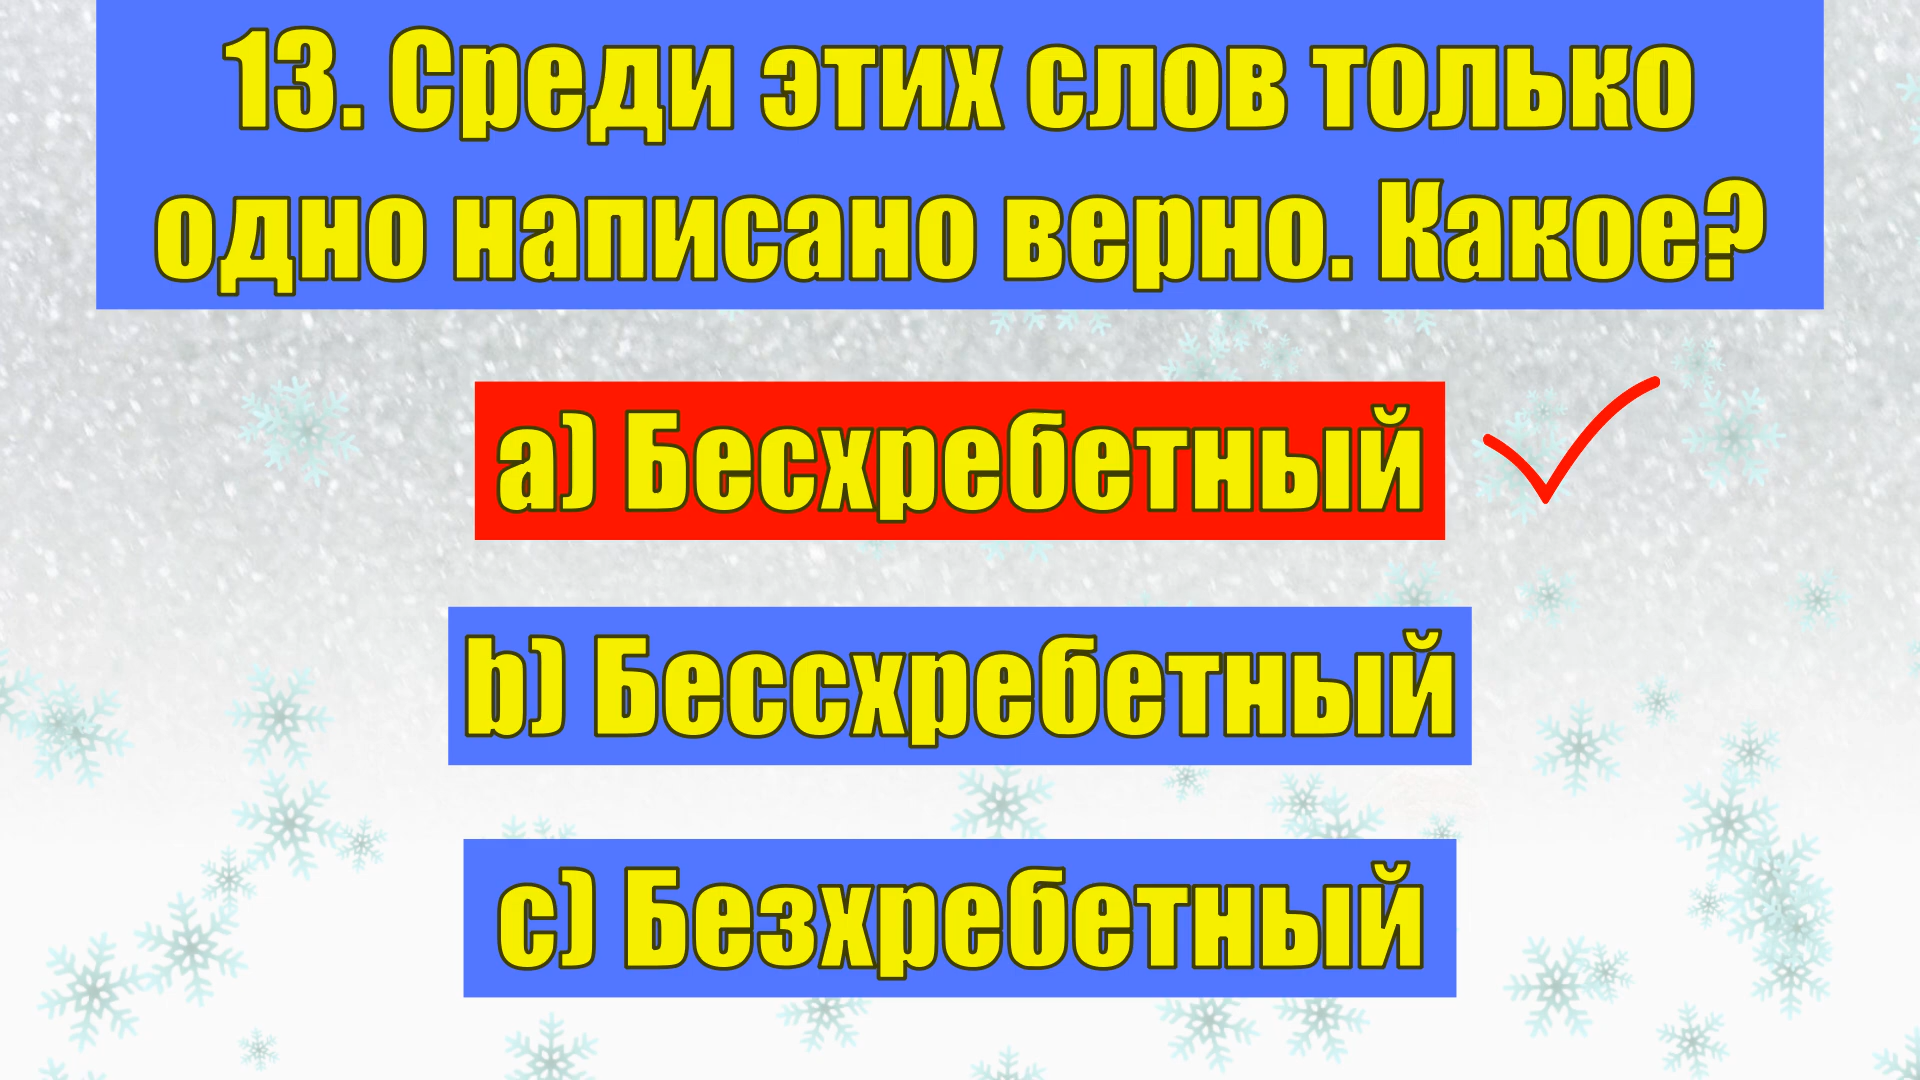 13. Среди этих слов только
одно написано верно. Какое?
a) Бесхребетный
b) Бессхребетный
c) Безхребетный